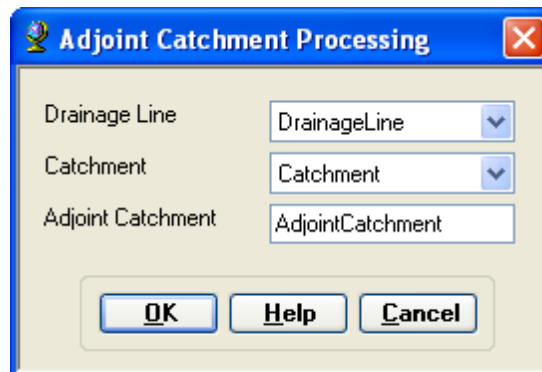 Adjoint Catchment Processing
Drainage Line DrainageLine
Catchment Catchment
Adjoint Catchment AdjointCatchment
OK Help Cancel